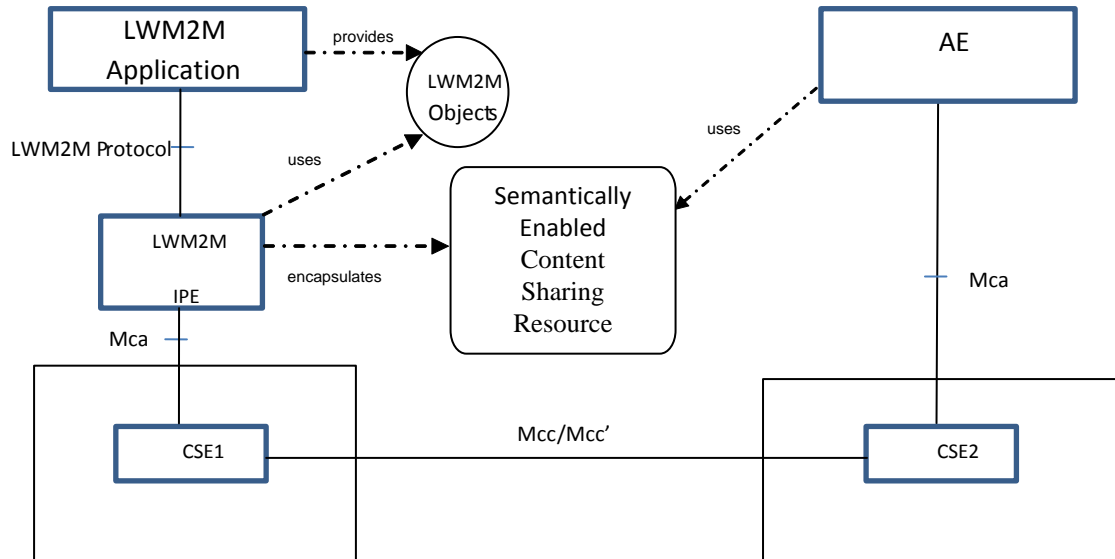 LWM2M
Application
provides
AE
LWM2M
Objects
uses
LWM2M Protocol
uses
Semantically
Enabled
Content
Sharing
Resource
LWM2M
IPE
encapsulates
Mca
Mca
CSE1
Mcc/Mcc’
CSE2